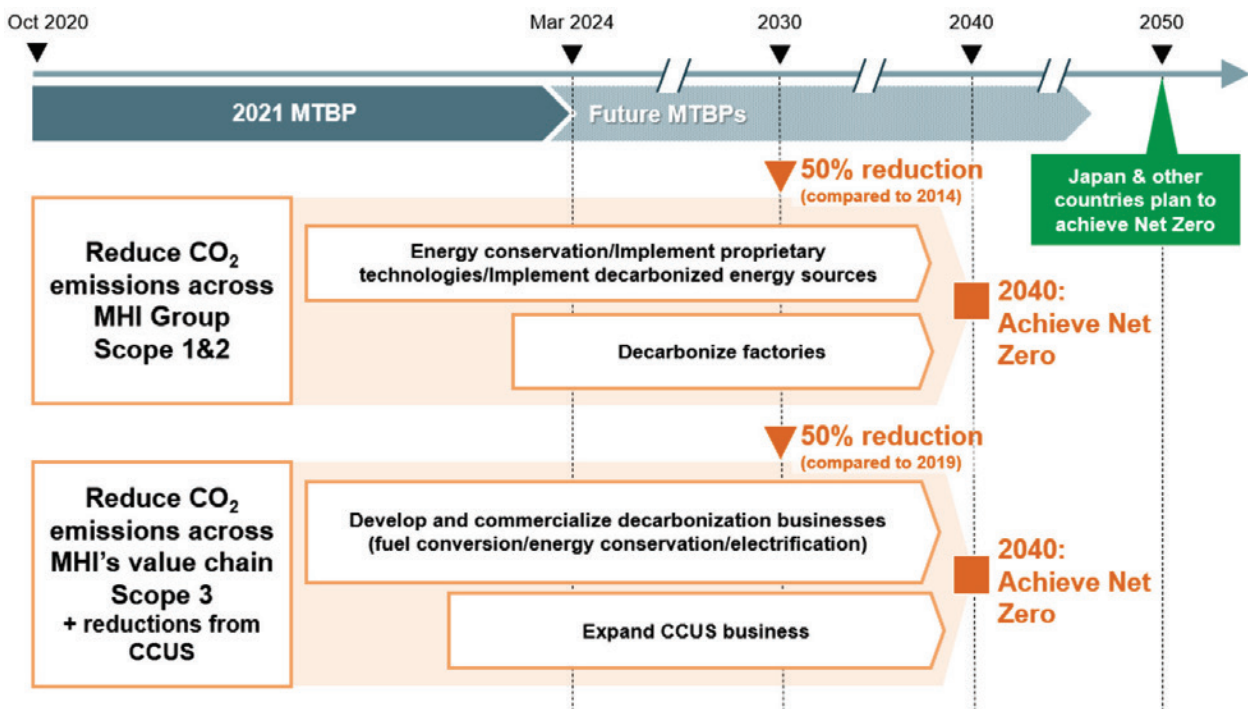 Oct 2020
Mar 2024
2030
2040
2050
2021 MTBP
Future MTBPs
Japan & other
countries plan to
achieve Net Zero
50% reduction
(compared to 2014)
Reduce CO₂
emissions across
MHI Group
Scope 1&2
Energy conservation/Implement proprietary
technologies/Implement decarbonized energy sources
Decarbonize factories
2040:
Achieve Net
Zero
50% reduction
(compared to 2019)
Reduce CO₂
emissions across
MHI's value chain
Scope 3
+ reductions from
CCUS
Develop and commercialize decarbonization businesses
(fuel conversion/energy conservation/electrification)
Expand CCUS business
2040:
Achieve Net
Zero